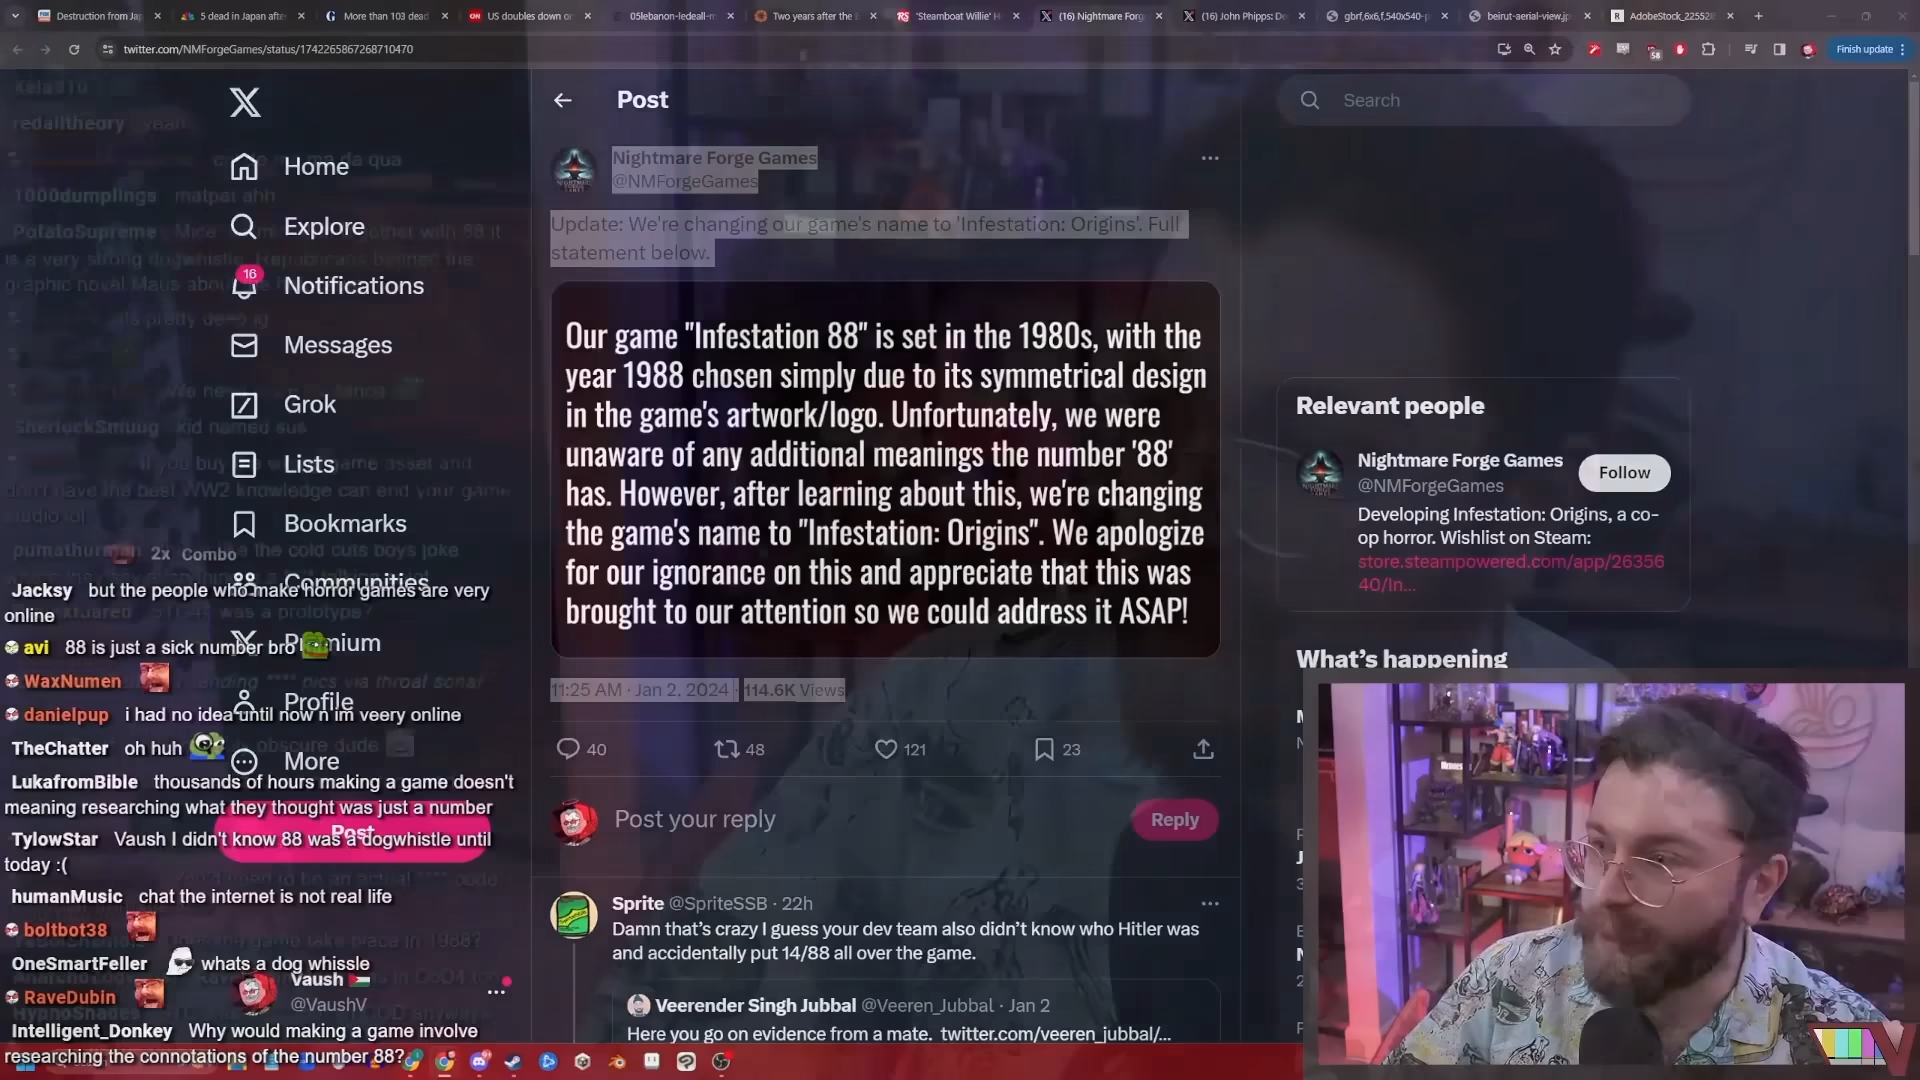 Destruction from Jap
5 dead in Japan afte
More than 103 dead
US doubles down or
05lebanon-ledeall-m
Two years after the
'Steamboat Willie' H
(16) Nightmare Forg
(16) John Phipps: De
gbrf,6x6,f,540x540-p
beirut-aerial-view.jp
AdobeStock_22552
twitter.com/NMForgeGames/status/1742265867268710470
58
Finish update
Home
Explore
16
Notifications
Messages
Grok
Lists
Bookmarks
Communities
Premium
Profile
More
Post
Vaush
@VaushV
redalltheory yeah
1000dumplings matpat ahh
SherlockSmuug kid named sus
2x Combo
Jacksy but the people who make horror games are very
online
avi 88 is just a sick number bro
WaxNumen
danielpup i had no idea until now n im veery online
TheChatter oh huh
LukafromBible thousands of hours making a game doesn't
meaning researching what they thought was just a number
TylowStar Vaush I didn't know 88 was a dogwhistle until
today :(
humanMusic chat the internet is not real life
boltbot38
OneSmartFeller whats a dog whissle
RaveDubin
Intelligent_Donkey Why would making a game involve
researching the connotations of the number 88?
Post
Nightmare Forge Games
@NMForgeGames
Update: We're changing our game's name to 'Infestation: Origins'. Full
statement below.
Our game "Infestation 88" is set in the 1980s, with the
year 1988 chosen simply due to its symmetrical design
in the game's artwork/logo. Unfortunately, we were
unaware of any additional meanings the number '88'
has. However, after learning about this, we're changing
the game's name to "Infestation: Origins". We apologize
for our ignorance on this and appreciate that this was
brought to our attention so we could address it ASAP!
11:25 AM · Jan 2, 2024 · 114.6K Views
40
48
121
23
Post your reply
Reply
Sprite @SpriteSSB · 22h
Damn that's crazy I guess your dev team also didn't know who Hitler was
and accidentally put 14/88 all over the game.
Veerender Singh Jubbal @Veeren_Jubbal · Jan 2
Here you go on evidence from a mate. twitter.com/veeren_jubbal/...
Search
Relevant people
Nightmare Forge Games
@NMForgeGames
Follow
Developing Infestation: Origins, a co-
op horror. Wishlist on Steam:
store.steampowered.com/app/26356
40/In...
What's happening